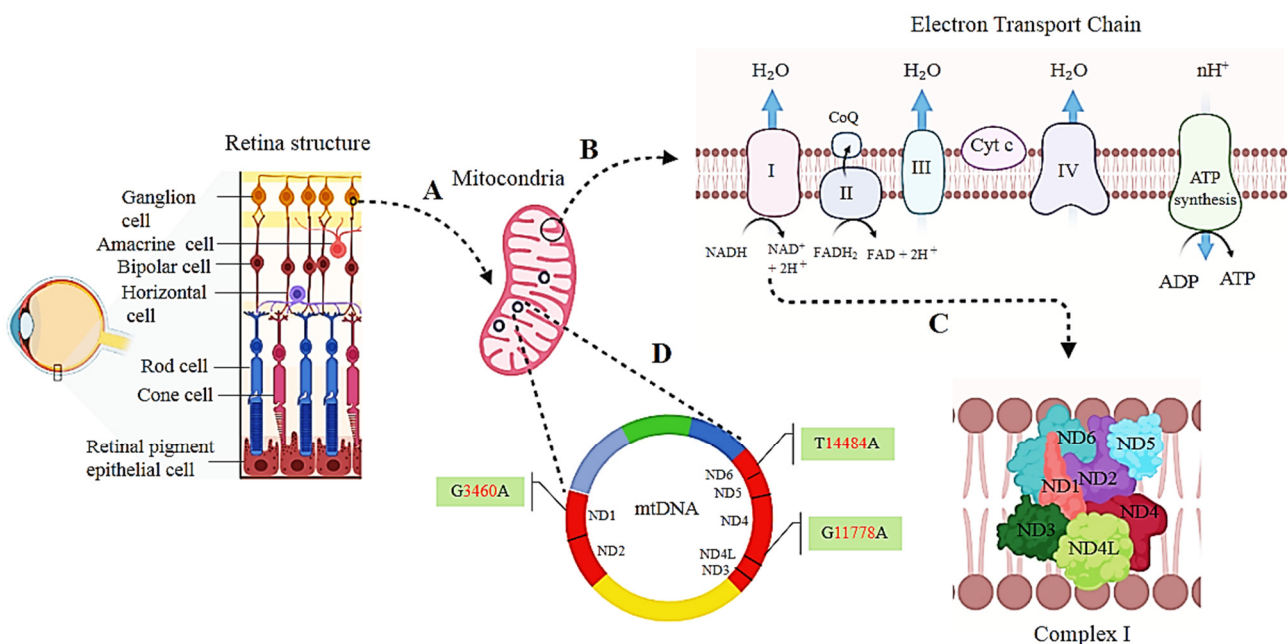 Electron Transport Chain
H₂O
H₂O
H₂O
nH⁺
CoQ
Cyt c
I
II
III
IV
ATP
synthesis
NADH
NAD⁺
+ 2H⁺
FADH₂
FAD + 2H⁺
ADP
ATP
Retina structure
Ganglion
cell
Amacrine cell
Bipolar cell
Horizontal
cell
Rod cell
Cone cell
Retinal pigment
epithelial cell
A
Mitocondria
B
C
D
G3460A
T14484A
G11778A
mtDNA
ND1
ND2
ND6
ND5
ND4
ND4L
ND3
ND6
ND5
ND1
ND2
ND4
ND3
ND4L
Complex I